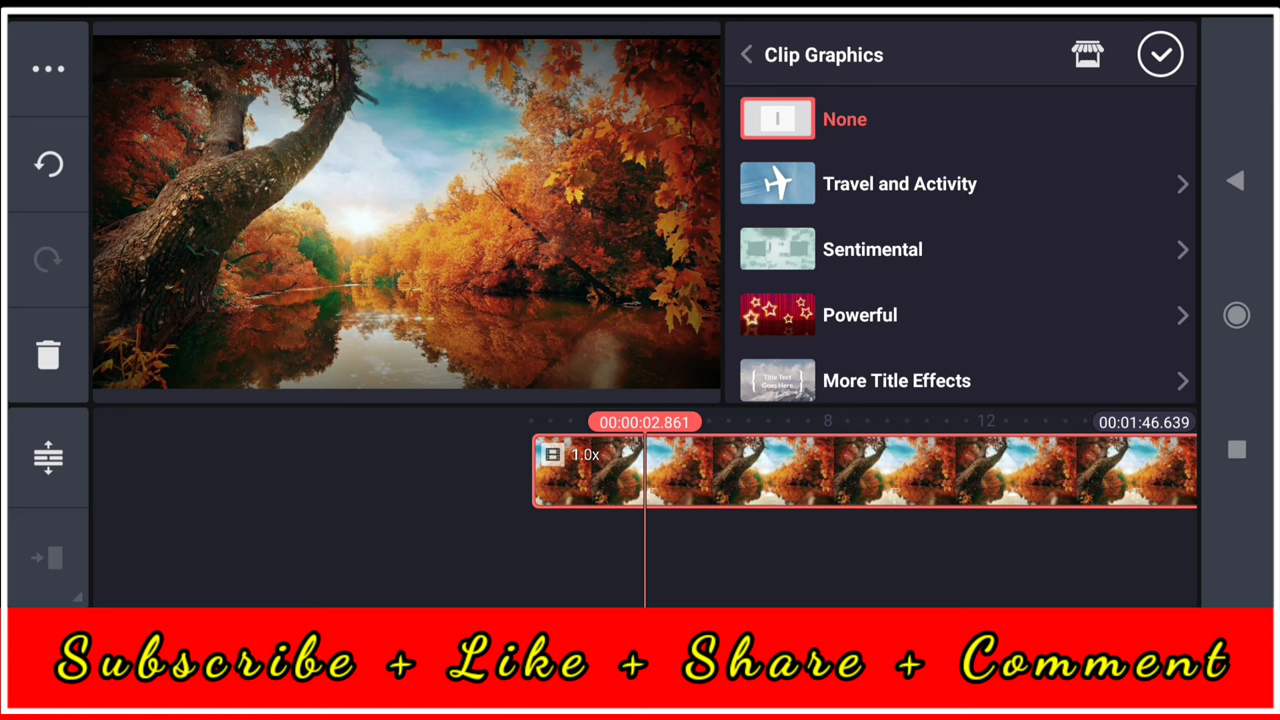 Clip Graphics
None
Travel and Activity
Sentimental
Powerful
Title Text
Goes Here
More Title Effects
00:00:02.861
8
12
00:01:46.639
1.0x
Subscribe + Like + Share + Comment